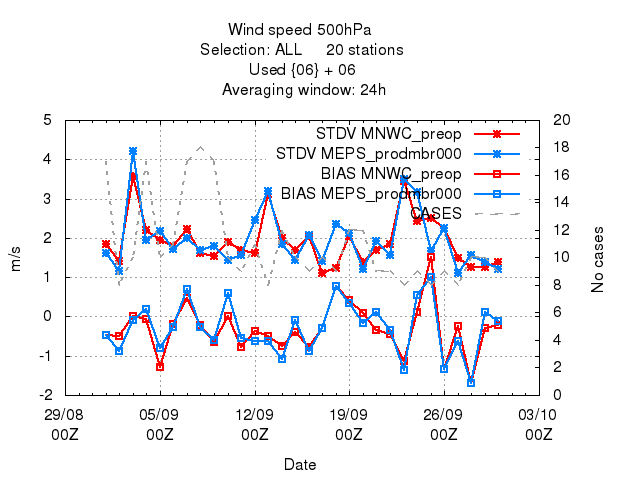 Wind speed 500hPa
Selection: ALL 20 stations
Used {06} + 06
Averaging window: 24h
5 20
STDV MNWC_preop
18
STDV MEPS_prodmbr000
4
BIAS MNWC_preop
16
BIAS MEPS_prodmbr000
3 14
CASES
12
2
10
1
8
0
6
-1
4
2
-2 0
m/s
No cases
29/08 05/09 12/09 19/09 26/09 03/10
00Z 00Z 00Z 00Z 00Z 00Z
Date